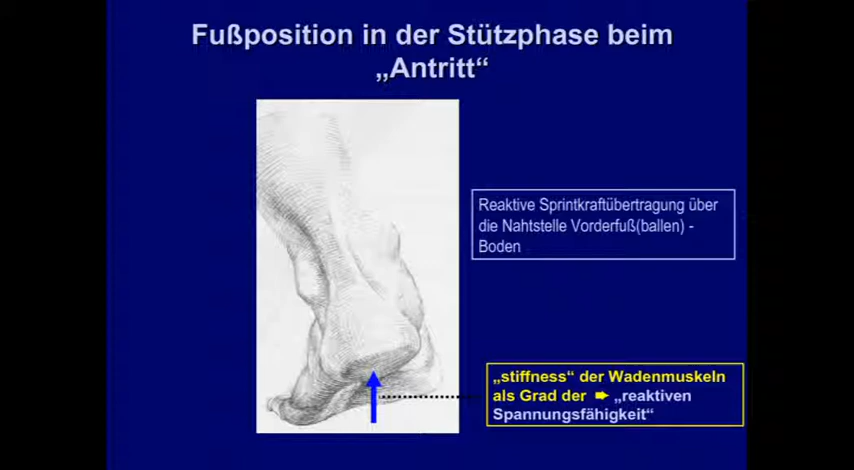 Fußposition in der Stützphase beim
„Antritt“
Reaktive Sprintkraftübertragung über
die Nahtstelle Vorderfuß(ballen) -
Boden
„stiffness“ der Wadenmuskeln
als Grad der ➨ „reaktiven
Spannungsfähigkeit“